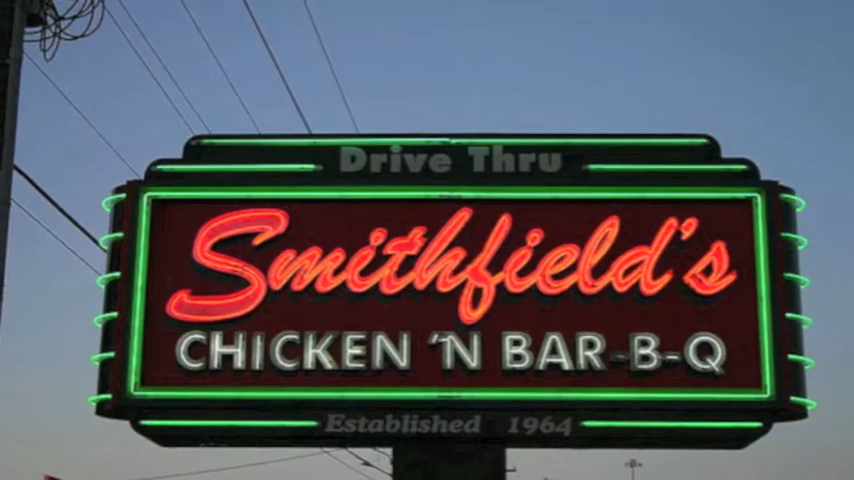 Drive Thru
Smithfield's
CHICKEN 'N BAR-B-Q
Established 1964